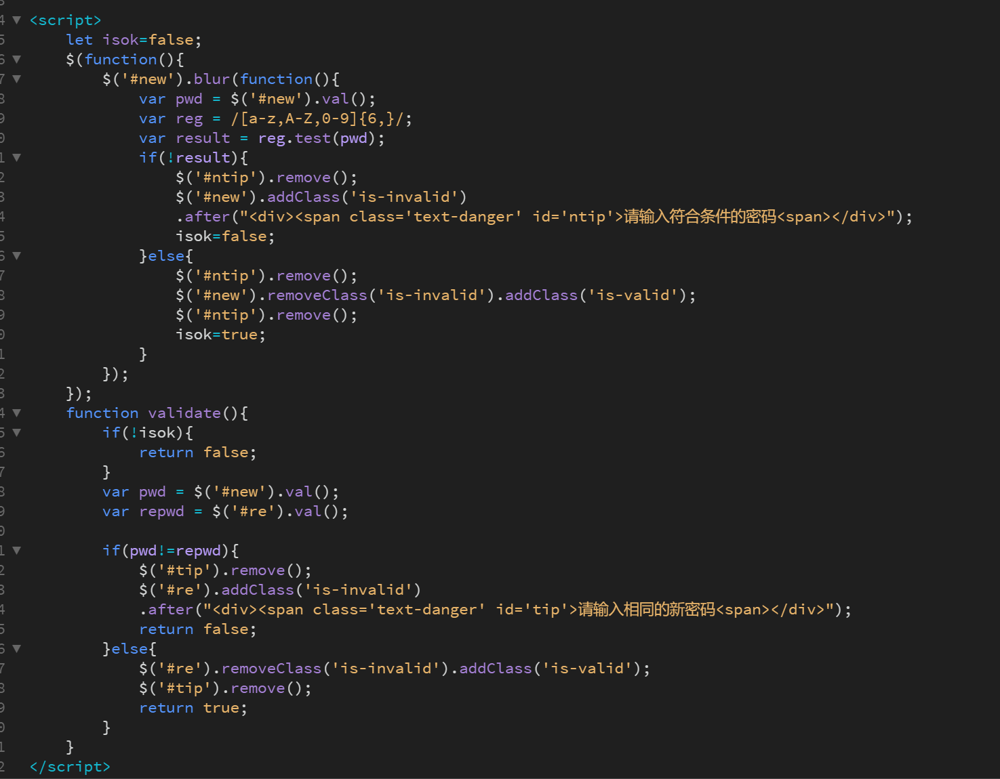 <script>
let isok=false;
$(function(){
$('#new').blur(function(){
var pwd = $('#new').val();
var reg = /[a-z,A-Z,0-9]{6,}/;
var result = reg.test(pwd);
if(!result){
$('#ntip').remove();
$('#new').addClass('is-invalid')
.after("<div><span class='text-danger' id='ntip'>请输入符合条件的密码<span></div>");
isok=false;
}else{
$('#ntip').remove();
$('#new').removeClass('is-invalid').addClass('is-valid');
$('#ntip').remove();
isok=true;
}
});
});
function validate(){
if(!isok){
return false;
}
var pwd = $('#new').val();
var repwd = $('#re').val();
if(pwd!=repwd){
$('#tip').remove();
$('#re').addClass('is-invalid')
.after("<div><span class='text-danger' id='tip'>请输入相同的新密码<span></div>");
return false;
}else{
$('#re').removeClass('is-invalid').addClass('is-valid');
$('#tip').remove();
return true;
}
}
</script>